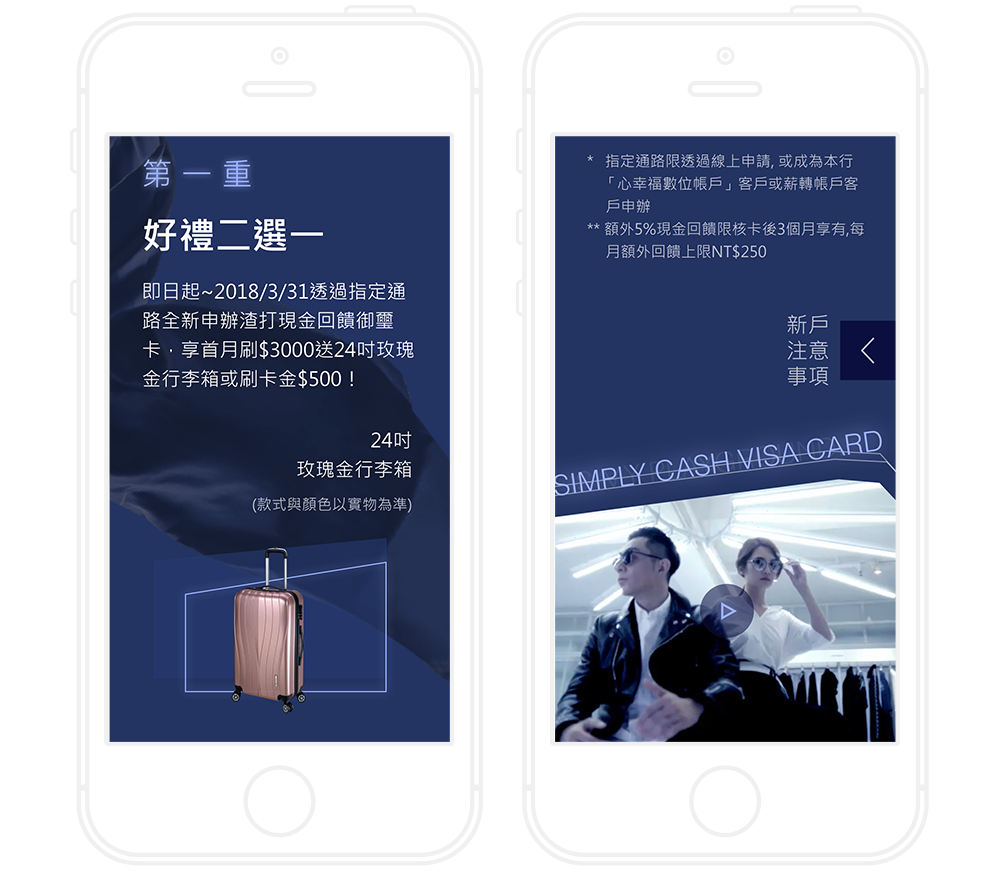 第一重
好禮二選一
即日起~2018/3/31透過指定通
路全新申辦渣打現金回饋御璽
卡，享首月刷$3000送24吋玫瑰
金行李箱或刷卡金$500！
24吋
玫瑰金行李箱
(款式與顏色以實物為準)
* 指定通路限透過線上申請, 或成為本行
「心幸福數位帳戶」客戶或薪轉帳戶客
戶申辦
** 額外5%現金回饋限核卡後3個月享有,每
月額外回饋上限NT$250
新戶
注意
事項
SIMPLY CASH VISA CARD